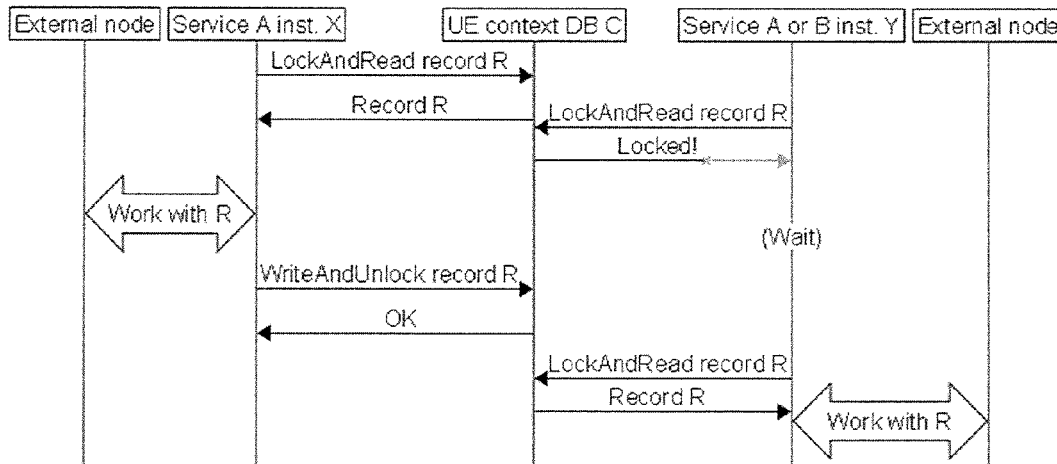 External node
Service A inst. X
UE context DB C
Service A or B inst. Y
External node
LockAndRead record R
Record R
LockAndRead record R
Locked!
Work with R
(Wait)
WriteAndUnlock record R
OK
LockAndRead record R
Record R
Work with R